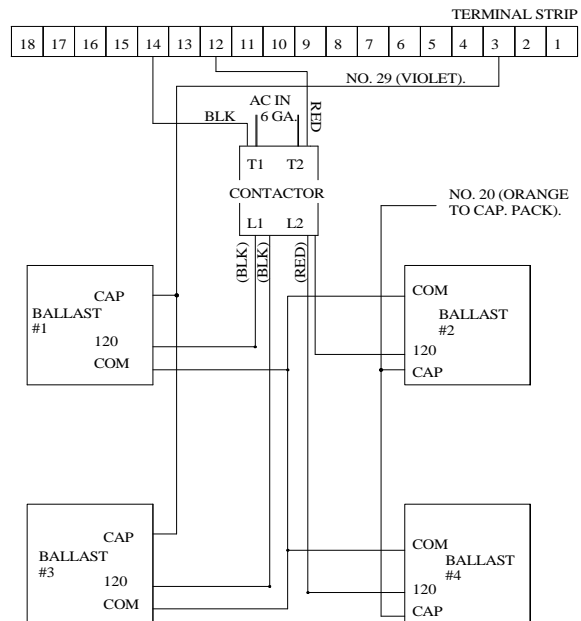 TERMINAL STRIP
18 17 16 15 14 13 12 11 10 9 8 7 6 5 4 3 2 1
NO. 29 (VIOLET).
AC IN
6 GA.
BLK
RED
T1 T2
CONTACTOR
L1 L2
(BLK)
(BLK)
(RED)
NO. 20 (ORANGE
TO CAP. PACK).
CAP
BALLAST
#1
120
COM
COM
BALLAST
#2
120
CAP
CAP
BALLAST
#3
120
COM
COM
BALLAST
#4
120
CAP